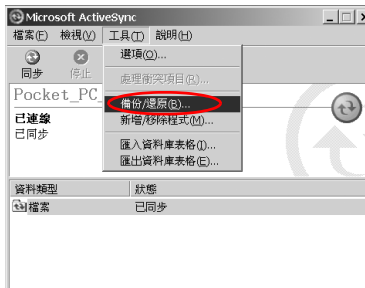 Microsoft ActiveSync
檔案(F) 檢視(V) 工具(T) 說明(H)
同步 停止
選項(O)...
處理衝突項目(R)...
備份/還原(B)...
新增/移除程式(M)...
匯入資料庫表格(I)...
匯出資料庫表格(E)...
Pocket_PC_
已連線
已同步
資料類型 狀態
檔案 已同步